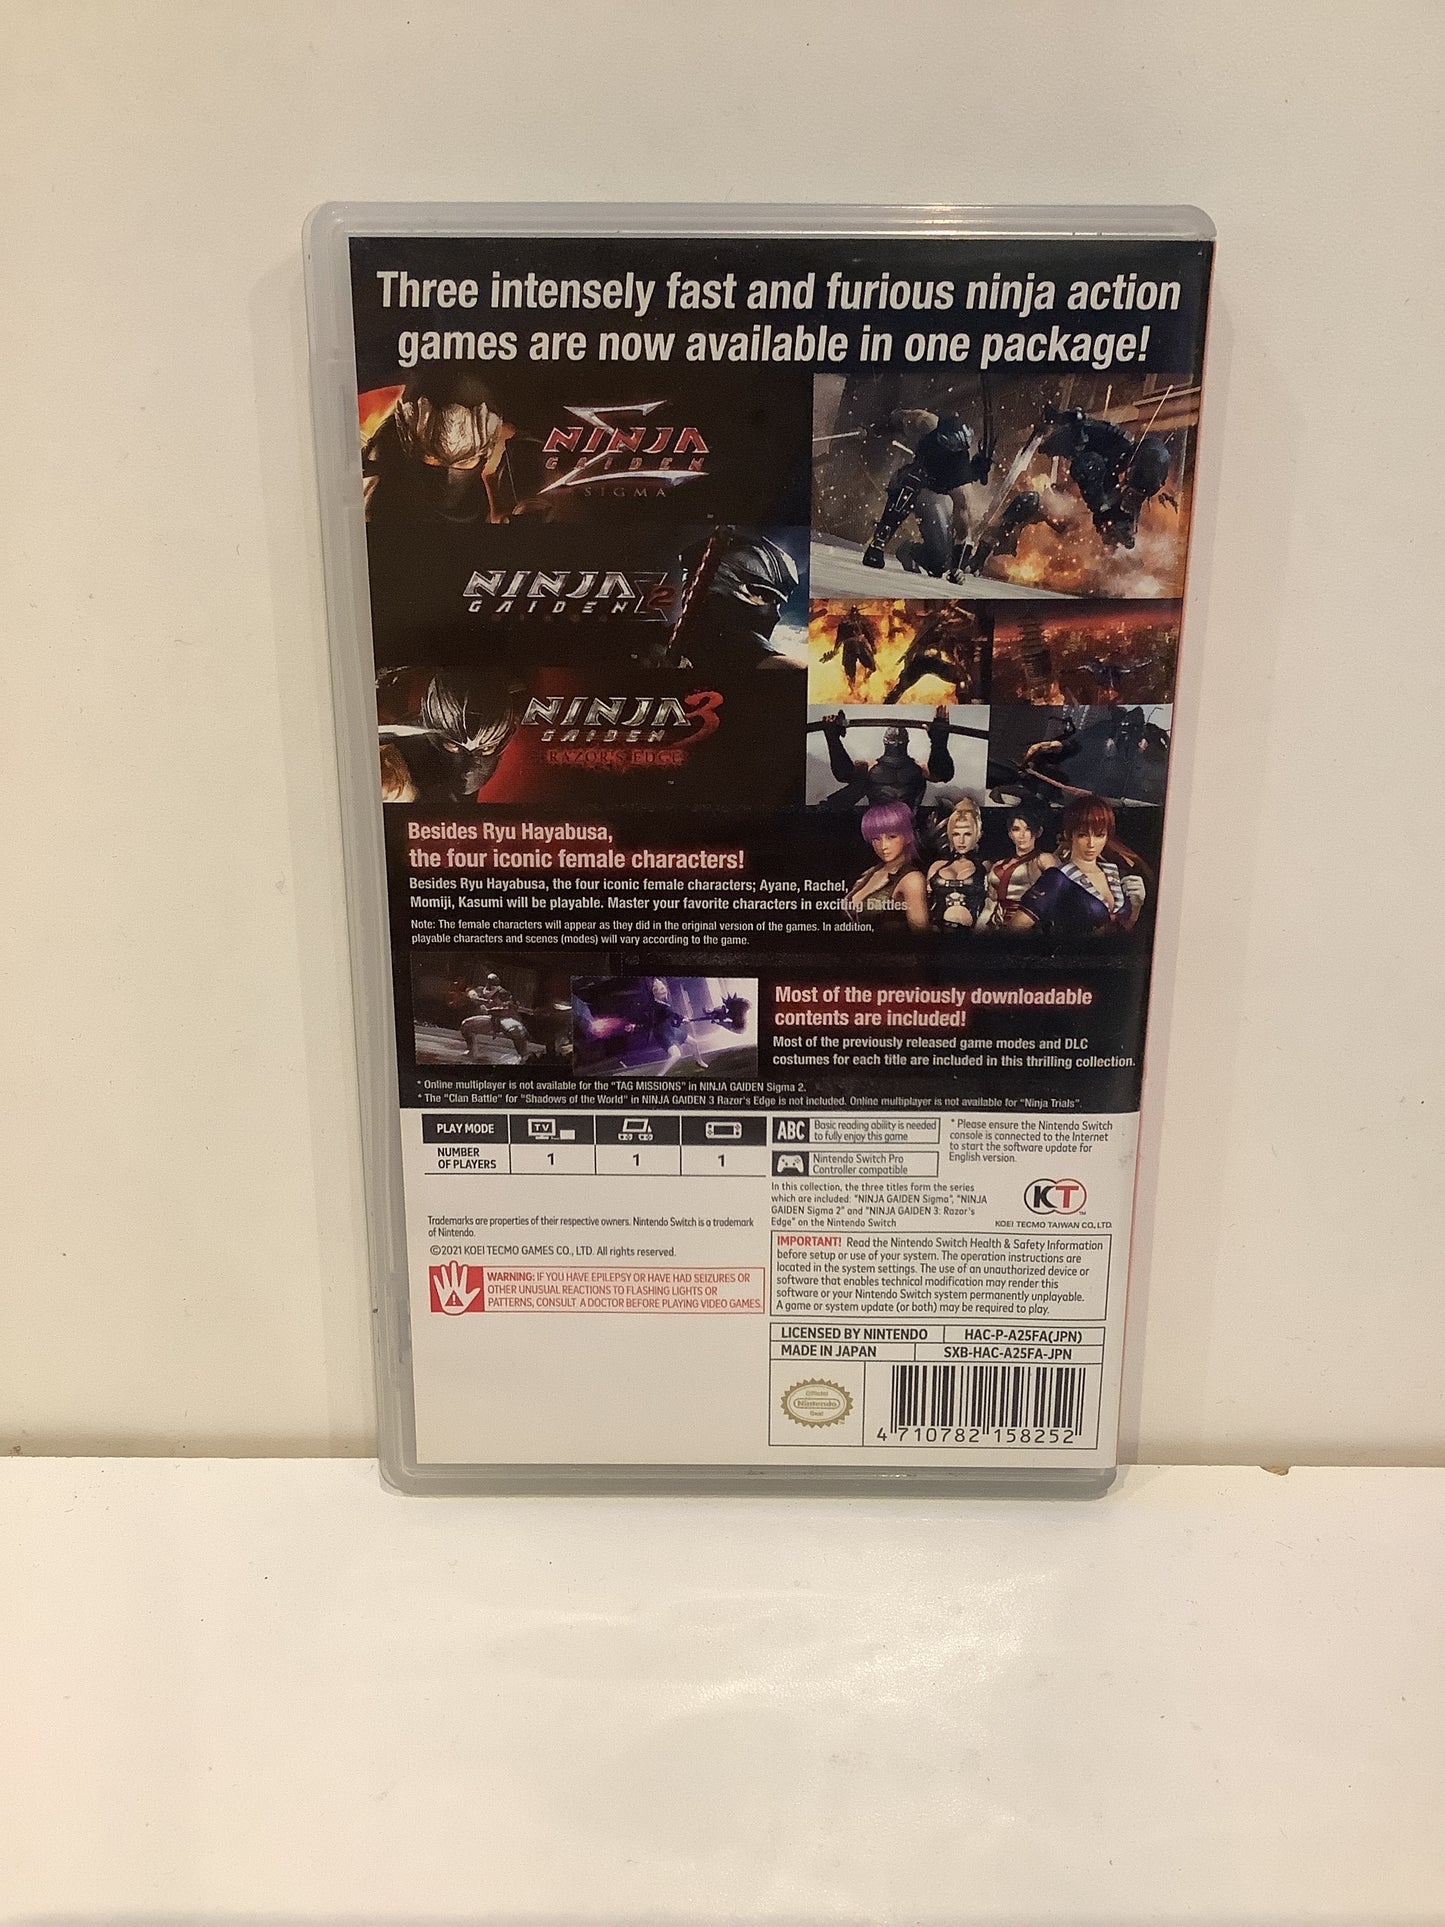 Three intensely fast and furious ninja action
games are now available in one package!
NINJA
GAIDEN
SIGMA
NINJA
GAIDEN Σ2
NINJA 3
GAIDEN
RAZOR'S EDGE
Besides Ryu Hayabusa,
the four iconic female characters!
Besides Ryu Hayabusa, the four iconic female characters; Ayane, Rachel,
Momiji, Kasumi will be playable. Master your favorite characters in exciting battles.
Note: The female characters will appear as they did in the original version of the games. In addition,
playable characters and scenes (modes) will vary according to the game.
Most of the previously downloadable
contents are included!
Most of the previously released game modes and DLC
costumes for each title are included in this thrilling collection.
* Online multiplayer is not available for the "TAG MISSIONS" in NINJA GAIDEN Sigma 2.
* The "Clan Battle" for "Shadows of the World" in NINJA GAIDEN 3 Razor's Edge is not included. Online multiplayer is not available for "Ninja Trials".
PLAY MODE TV
NUMBER
OF PLAYERS 1 1 1
Trademarks are properties of their respective owners. Nintendo Switch is a trademark
of Nintendo.
©2021 KOEI TECMO GAMES CO., LTD. All rights reserved.
WARNING: IF YOU HAVE EPILEPSY OR HAVE HAD SEIZURES OR
OTHER UNUSUAL REACTIONS TO FLASHING LIGHTS OR
PATTERNS, CONSULT A DOCTOR BEFORE PLAYING VIDEO GAMES.
ABC Basic reading ability is needed
to fully enjoy this game
Nintendo Switch Pro
Controller compatible
* Please ensure the Nintendo Switch
console is connected to the Internet
to start the software update for
English version.
In this collection, the three titles form the series
which are included: "NINJA GAIDEN Sigma", "NINJA
GAIDEN Sigma 2" and "NINJA GAIDEN 3: Razor's
Edge" on the Nintendo Switch
KT
KOEI TECMO TAIWAN CO., LTD.
IMPORTANT! Read the Nintendo Switch Health & Safety Information
before setup or use of your system. The operation instructions are
located in the system settings. The use of an unauthorized device or
software that enables technical modification may render this
software or your Nintendo Switch system permanently unplayable.
A game or system update (or both) may be required to play.
LICENSED BY NINTENDO HAC-P-A25FA(JPN)
MADE IN JAPAN SXB-HAC-A25FA-JPN
Official
Nintendo
Seal
4 710782 158252